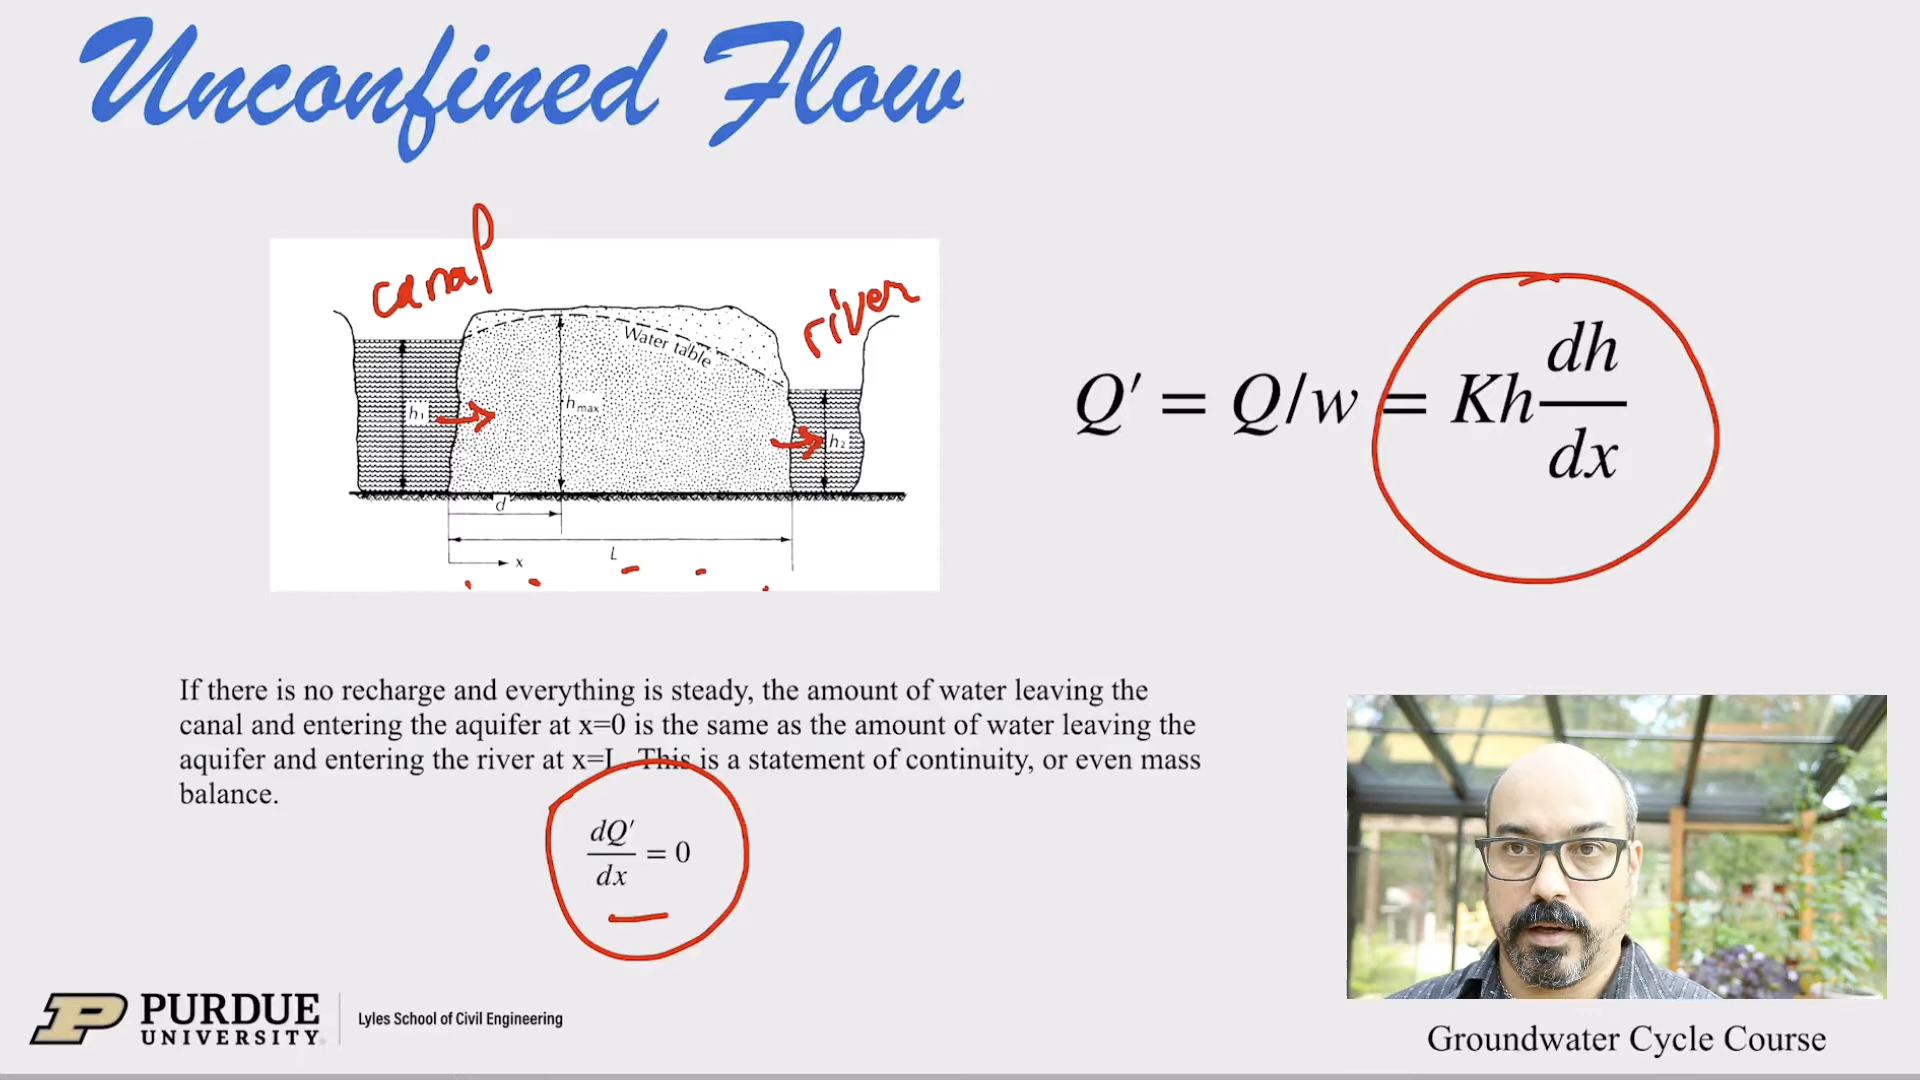 Unconfined Flow
canal
river
Water table
h₁
hmax
h₂
d
L
x
Q′ = Q/w = Kh dh/dx
If there is no recharge and everything is steady, the amount of water leaving the
canal and entering the aquifer at x=0 is the same as the amount of water leaving the
aquifer and entering the river at x=L. This is a statement of continuity, or even mass
balance.
dQ′/dx = 0
PURDUE
UNIVERSITY
Lyles School of Civil Engineering
Groundwater Cycle Course